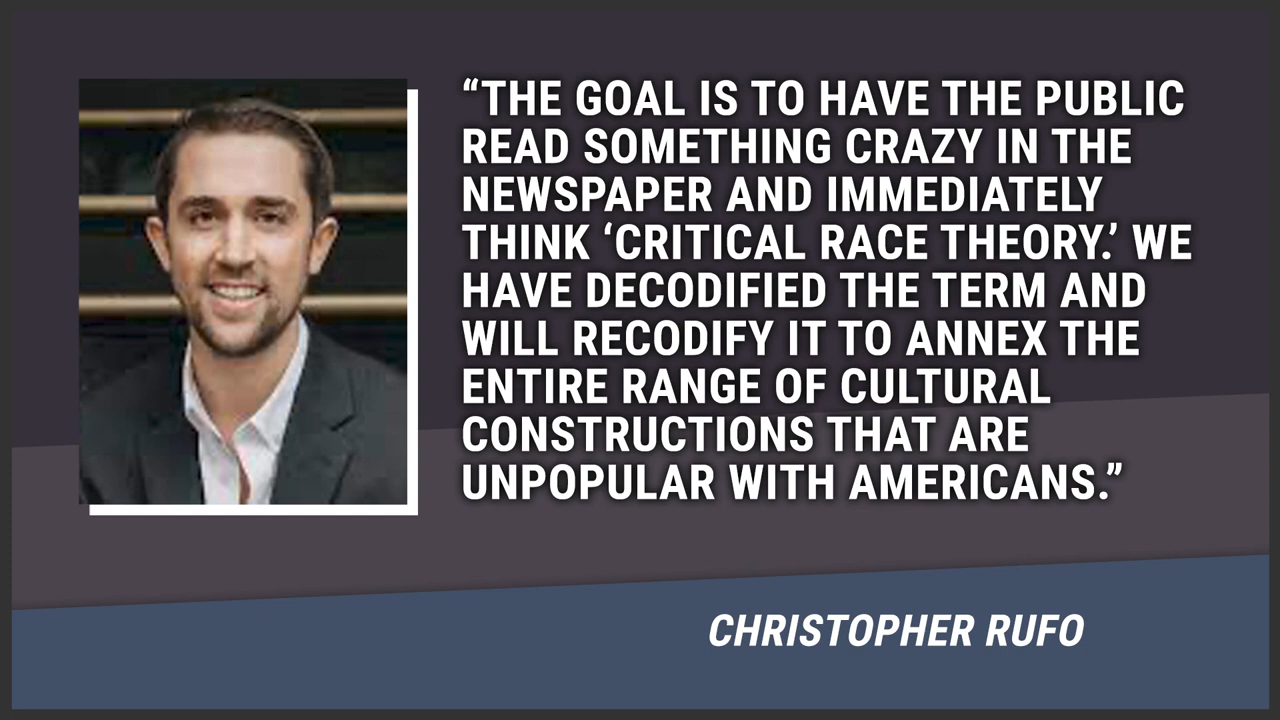 “THE GOAL IS TO HAVE THE PUBLIC
READ SOMETHING CRAZY IN THE
NEWSPAPER AND IMMEDIATELY
THINK ‘CRITICAL RACE THEORY.’ WE
HAVE DECODIFIED THE TERM AND
WILL RECODIFY IT TO ANNEX THE
ENTIRE RANGE OF CULTURAL
CONSTRUCTIONS THAT ARE
UNPOPULAR WITH AMERICANS.”
CHRISTOPHER RUFO